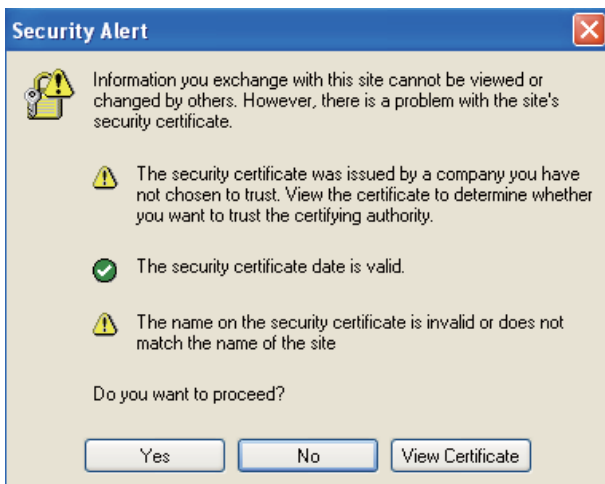 Security Alert
Information you exchange with this site cannot be viewed or
changed by others. However, there is a problem with the site's
security certificate.
The security certificate was issued by a company you have
not chosen to trust. View the certificate to determine whether
you want to trust the certifying authority.
The security certificate date is valid.
The name on the security certificate is invalid or does not
match the name of the site
Do you want to proceed?
Yes
No
View Certificate